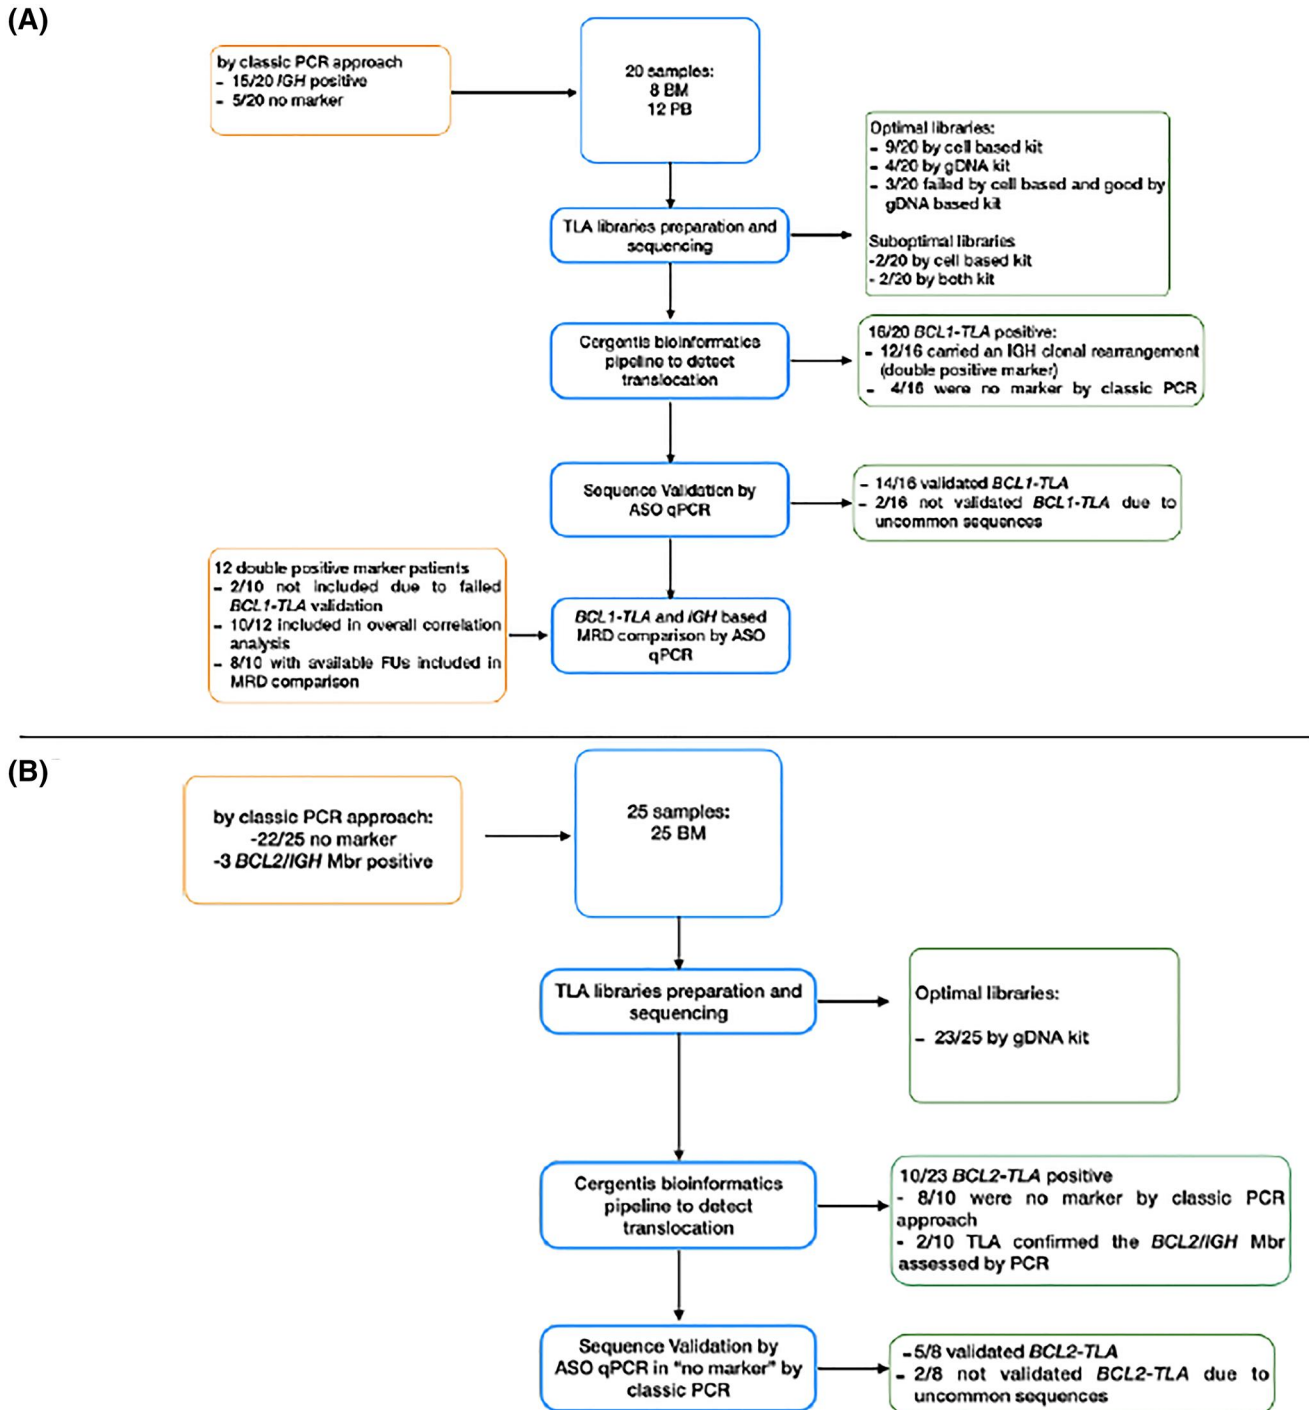 (A)
by classic PCR approach
- 15/20 IGH positive
- 5/20 no marker
20 samples:
8 BM
12 PB
TLA libraries preparation and
sequencing
Optimal libraries:
- 9/20 by cell based kit
- 4/20 by gDNA kit
- 3/20 failed by cell based and good by
gDNA based kit
Suboptimal libraries
-2/20 by cell based kit
- 2/20 by both kit
Cergentis bioinformatics
pipeline to detect
translocation
16/20 BCL1-TLA positive:
- 12/16 carried an IGH clonal rearrangement
(double positive marker)
- 4/16 were no marker by classic PCR
Sequence Validation by
ASO qPCR
- 14/16 validated BCL1-TLA
- 2/16 not validated BCL1-TLA due to
uncommon sequences
12 double positive marker patients
- 2/10 not included due to failed
BCL1-TLA validation
- 10/12 included in overall correlation
analysis
- 8/10 with available FUs included in
MRD comparison
BCL1-TLA and IGH based
MRD comparison by ASO
qPCR
(B)
by classic PCR approach:
-22/25 no marker
-3 BCL2/IGH Mbr positive
25 samples:
25 BM
TLA libraries preparation and
sequencing
Optimal libraries:
- 23/25 by gDNA kit
Cergentis bioinformatics
pipeline to detect
translocation
10/23 BCL2-TLA positive
- 8/10 were no marker by classic PCR
approach
- 2/10 TLA confirmed the BCL2/IGH Mbr
assessed by PCR
Sequence Validation by
ASO qPCR in "no marker" by
classic PCR
- 5/8 validated BCL2-TLA
- 2/8 not validated BCL2-TLA due to
uncommon sequences